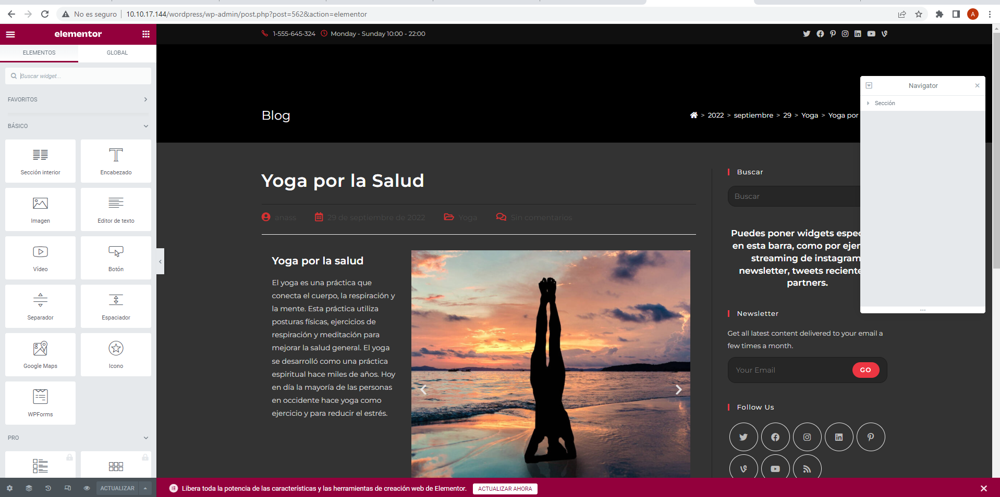 No es seguro
10.10.17.144/wordpress/wp-admin/post.php?post=562&action=elementor
A
elementor
ELEMENTOS
GLOBAL
Buscar widget...
FAVORITOS
BÁSICO
Sección interior
Encabezado
Imagen
Editor de texto
Vídeo
Botón
Separador
Espaciador
Google Maps
Icono
WPForms
PRO
ACTUALIZAR
1-555-645-324
Monday - Sunday 10:00 - 22:00
Blog
> 2022 > septiembre > 29 > Yoga > Yoga por
Yoga por la Salud
anass
29 de septiembre de 2022
Yoga
Sin comentarios
Yoga por la salud
El yoga es una práctica que
conecta el cuerpo, la respiración y
la mente. Esta práctica utiliza
posturas físicas, ejercicios de
respiración y meditación para
mejorar la salud general. El yoga
se desarrolló como una práctica
espiritual hace miles de años. Hoy
en día la mayoría de las personas
en occidente hace yoga como
ejercicio y para reducir el estrés.
Buscar
Buscar
Puedes poner widgets espec
en esta barra, como por ejem
streaming de instagram
newsletter, tweets reciente
partners.
Newsletter
Get all latest content delivered to your email a
few times a month.
Your Email
GO
Follow Us
Navigator
Sección
Libera toda la potencia de las características y las herramientas de creación web de Elementor.
ACTUALIZAR AHORA